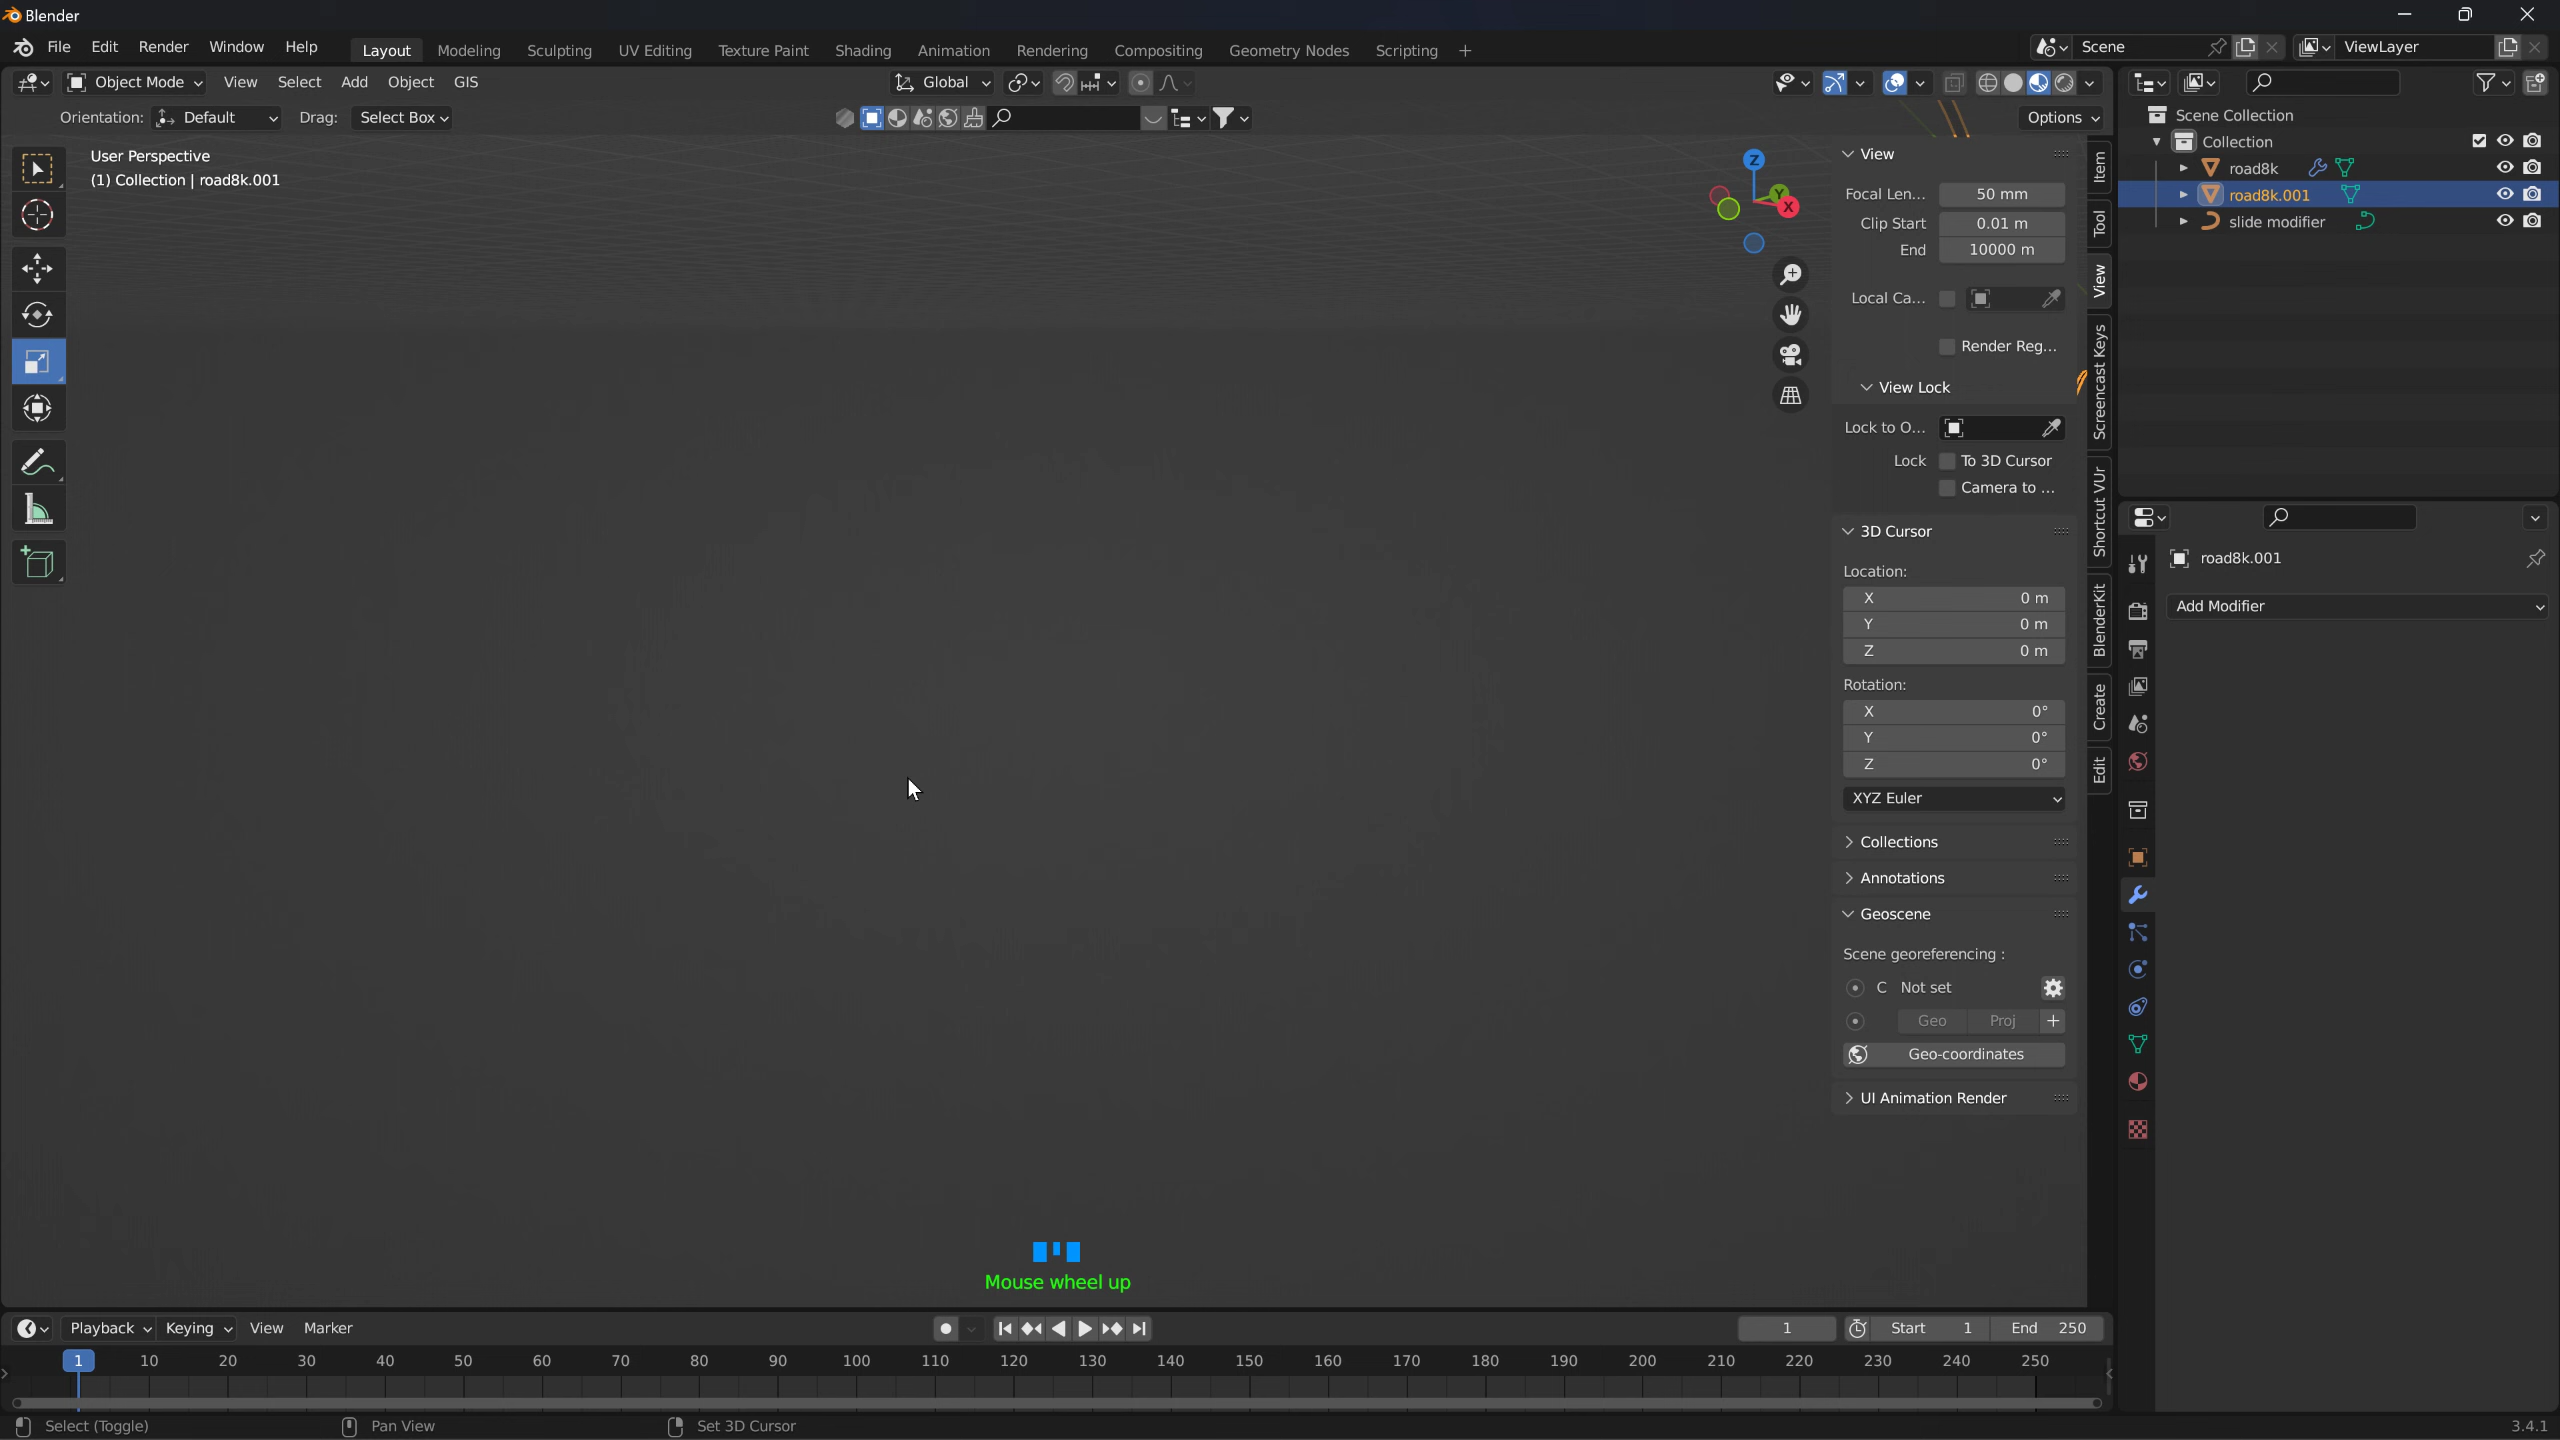 Blender
File Edit Render Window Help Layout Modeling Sculpting UV Editing Texture Paint Shading Animation Rendering Compositing Geometry Nodes Scripting + Scene ViewLayer
Object Mode View Select Add Object GIS Global
Orientation: Default Drag: Select Box Options
User Perspective
(1) Collection | road8k.001
Z
Y
X
View
Focal Len... 50 mm
Clip Start 0.01 m
End 10000 m
Local Ca...
Render Reg...
View Lock
Lock to O...
Lock To 3D Cursor
Camera to ...
3D Cursor
Location:
X 0 m
Y 0 m
Z 0 m
Rotation:
X 0°
Y 0°
Z 0°
XYZ Euler
Collections
Annotations
Geoscene
Scene georeferencing :
C Not set
Geo Proj +
Geo-coordinates
UI Animation Render
Item
Tool
View
Screencast Keys
Shortcut VUr
BlenderKit
Create
Edit
Scene Collection
Collection
road8k
road8k.001
slide modifier
road8k.001
Add Modifier
Mouse wheel up
Playback Keying View Marker 1 Start 1 End 250
1 10 20 30 40 50 60 70 80 90 100 110 120 130 140 150 160 170 180 190 200 210 220 230 240 250
Select (Toggle) Pan View Set 3D Cursor 3.4.1